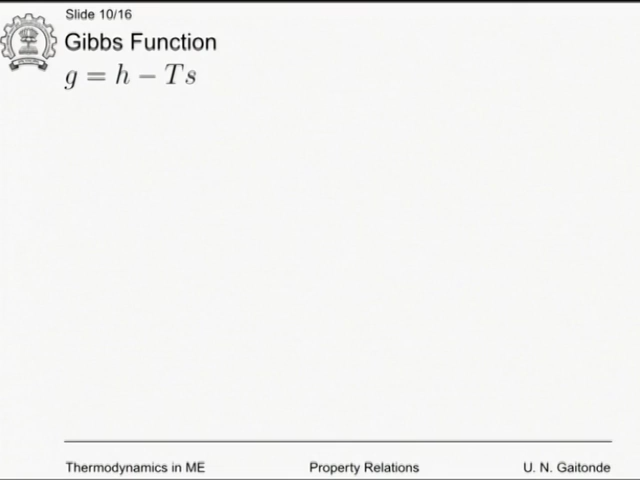 Slide 10/16
Gibbs Function
g = h − Ts
Thermodynamics in ME Property Relations U. N. Gaitonde